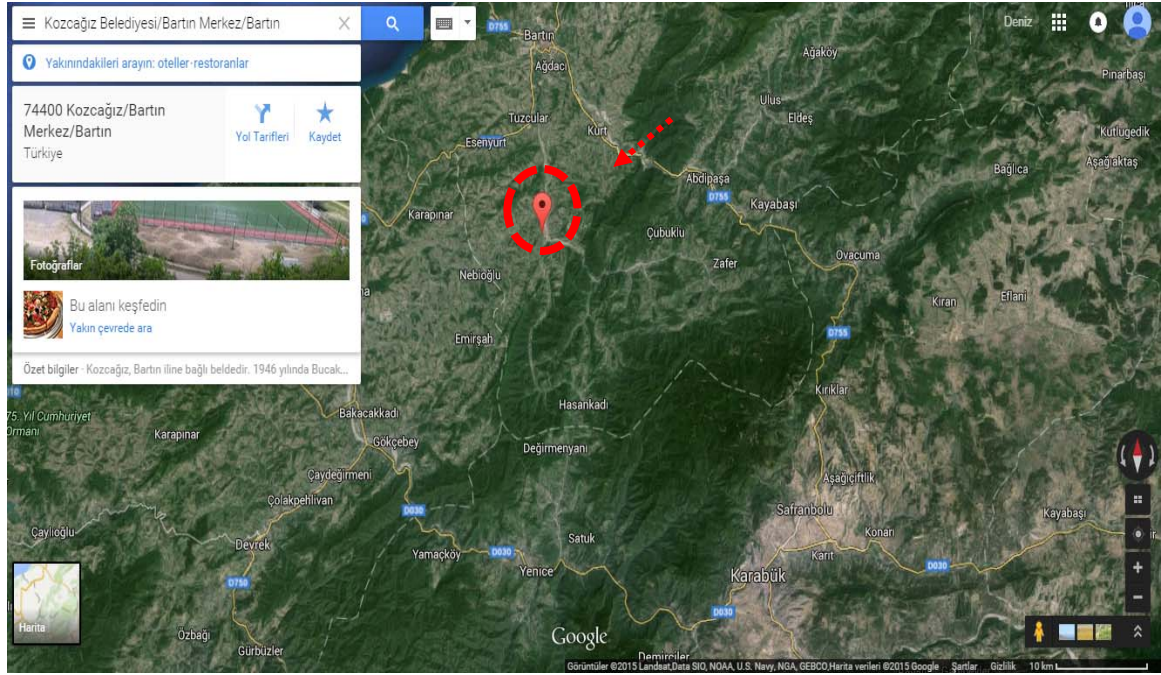 Kozcağız Belediyesi/Bartın Merkez/Bartın
Yakınındakileri arayın: oteller·restoranlar
74400 Kozcağız/Bartın
Merkez/Bartın
Türkiye
Yol Tarifleri
Kaydet
Fotoğraflar
Bu alanı keşfedin
Yakın çevrede ara
Özet bilgiler · Kozcağız, Bartın iline bağlı beldedir. 1946 yılında Bucak...
Deniz
D755
Bartın
Ağdacı
Ağaköy
Pınarbaşı
Ulus
Eldeş
Tuzcular
Kurt
Esenyurt
Kutlugedik
Aşağıaktaş
Bağlıca
Abdipaşa
D755
Kayabaşı
Karapınar
Çubuklu
Zafer
Ovacuma
Nebioğlu
Kıran
Eflani
D755
Emirşah
Kırıklar
75. Yıl Cumhuriyet
Ormanı
Karapınar
Bakacakkadı
Gökçebey
Hasankadı
Değirmenyanı
Çaydeğirmeni
Çolakpehlivan
D030
Aşağıçiftlik
Safranbolu
Kayabaşı
Konarı
Karıt
Çaylıoğlu
Devrek
Yamaçköy
D030
Satuk
Yenice
Karabük
D030
D750
D030
Harita
Özbağı
Gürbüzler
Google
Demirciler
Görüntüler ©2015 Landsat,Data SIO, NOAA, U.S. Navy, NGA, GEBCO,Harita verileri ©2015 Google Şartlar Gizlilik 10 km